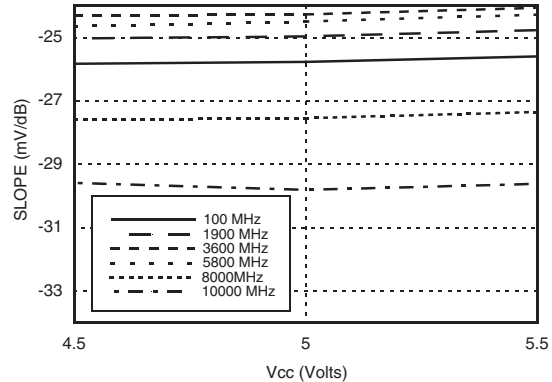 -25
-27
-29
-31
-33
SLOPE (mV/dB)
100 MHz
1900 MHz
3600 MHz
5800 MHz
8000MHz
10000 MHz
4.5
5
5.5
Vcc (Volts)